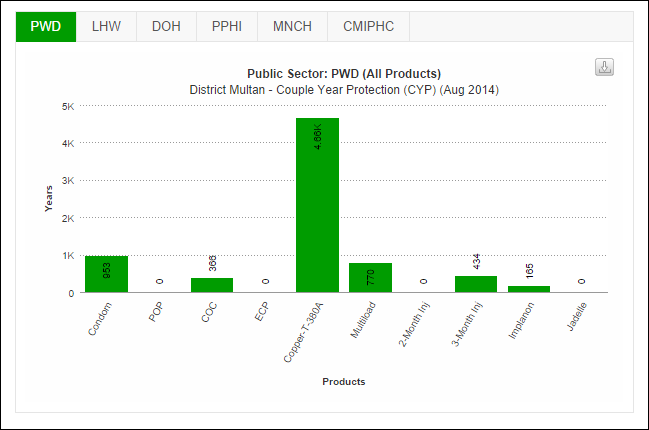 PWD LHW DOH PPHI MNCH CMIPHC
Public Sector: PWD (All Products)
District Multan - Couple Year Protection (CYP) (Aug 2014)
5K
4K
3K
2K
1K
0
Years
953
0
366
0
4.66K
770
0
434
165
0
Condom
POP
COC
ECP
Copper-T-380A
Multiload
2-Month Inj
3-Month Inj
Implanon
Jadelle
Products